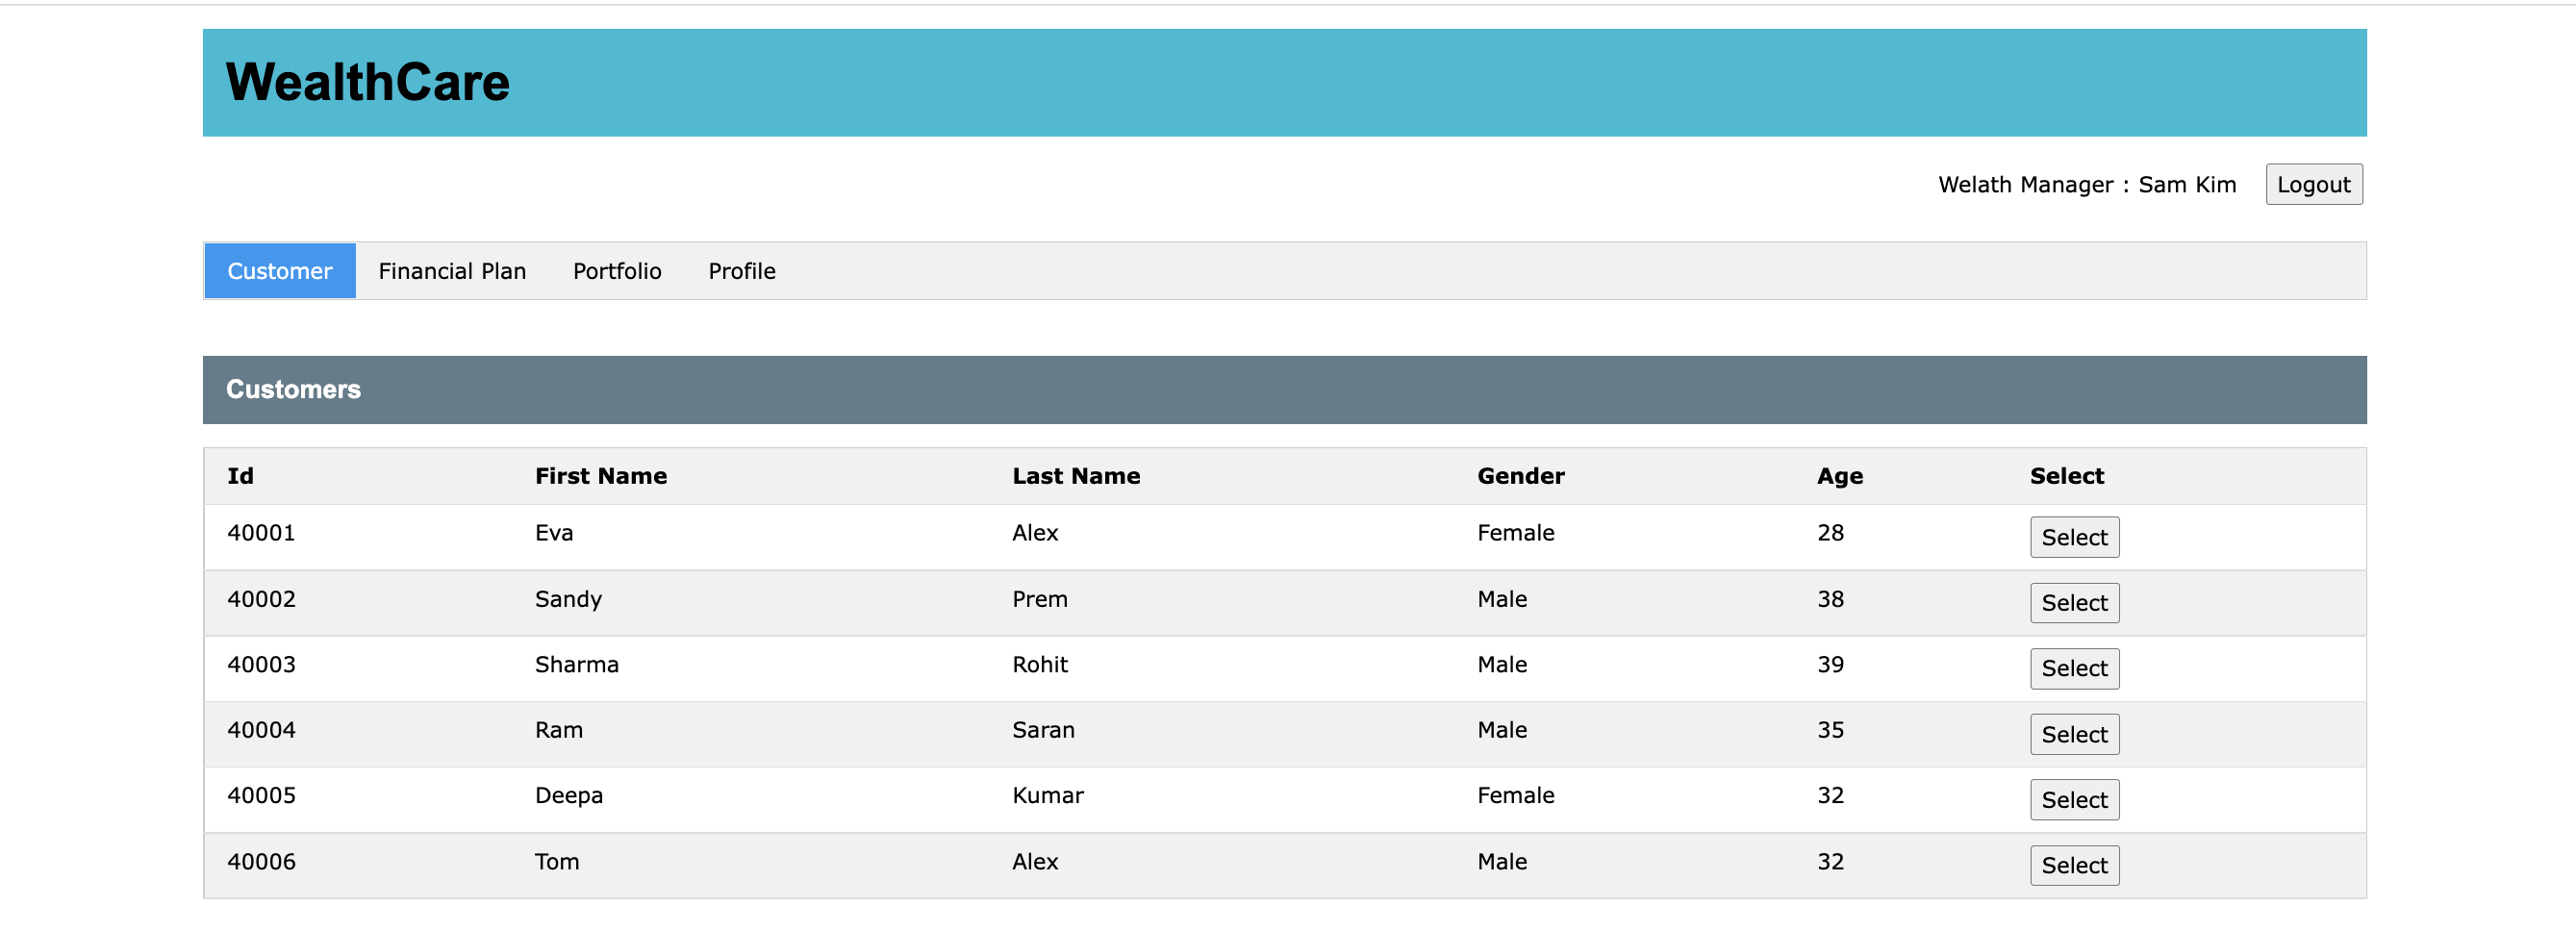 WealthCare
Welath Manager : Sam Kim Logout
Customer Financial Plan Portfolio Profile
Customers
Id First Name Last Name Gender Age Select
40001 Eva Alex Female 28 Select
40002 Sandy Prem Male 38 Select
40003 Sharma Rohit Male 39 Select
40004 Ram Saran Male 35 Select
40005 Deepa Kumar Female 32 Select
40006 Tom Alex Male 32 Select